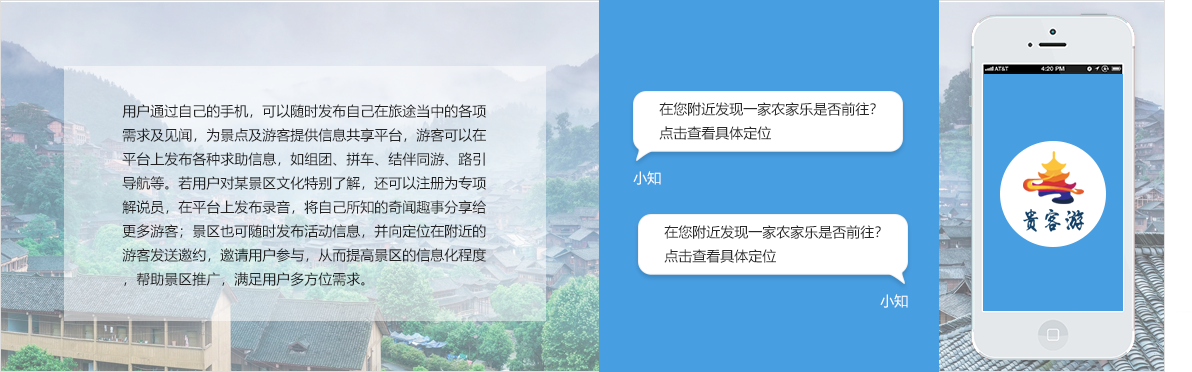 用户通过自己的手机，可以随时发布自己在旅途当中的各项
需求及见闻，为景点及游客提供信息共享平台，游客可以在
平台上发布各种求助信息，如组团、拼车、结伴同游、路引
导航等。若用户对某景区文化特别了解，还可以注册为专项
解说员，在平台上发布录音，将自己所知的奇闻趣事分享给
更多游客；景区也可随时发布活动信息，并向定位在附近的
游客发送邀约，邀请用户参与，从而提高景区的信息化程度
，帮助景区推广，满足用户多方位需求。
在您附近发现一家农家乐是否前往?
点击查看具体定位
小知
在您附近发现一家农家乐是否前往?
点击查看具体定位
小知
AT&T 4:20 PM
贵客游